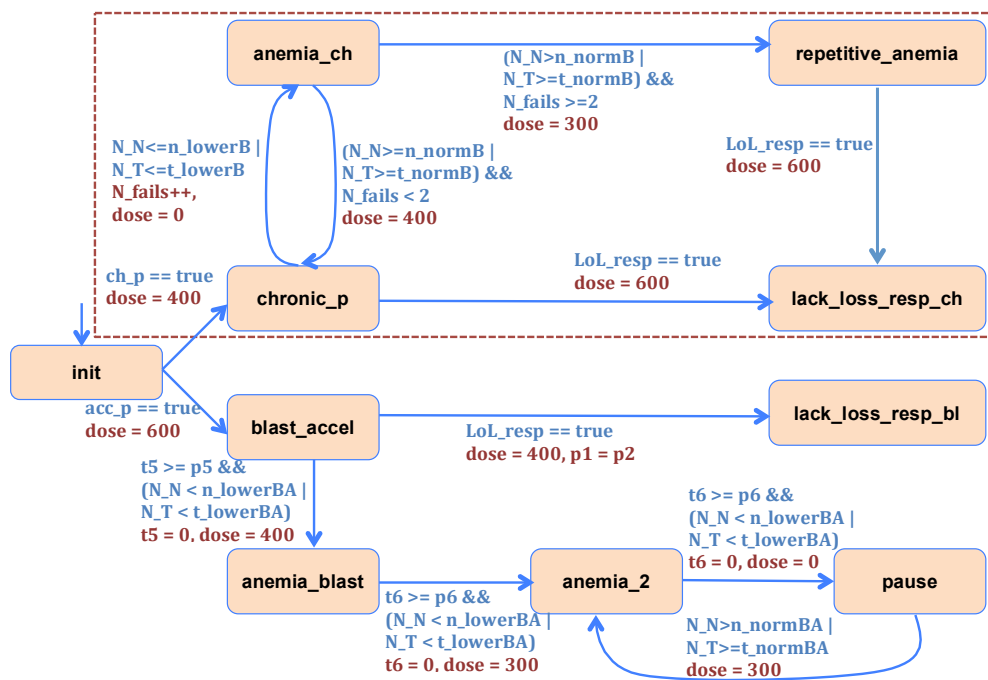 anemia_ch
repetitive_anemia
(N_N>n_normB |
N_T>=t_normB) &&
N_fails >=2
dose = 300
N_N<=n_lowerB |
N_T<=t_lowerB
N_fails++,
dose = 0
(N_N>=n_normB |
N_T>=t_normB) &&
N_fails < 2
dose = 400
LoL_resp == true
dose = 600
ch_p == true
dose = 400
chronic_p
LoL_resp == true
dose = 600
lack_loss_resp_ch
init
acc_p == true
dose = 600
blast_accel
LoL_resp == true
dose = 400, p1 = p2
lack_loss_resp_bl
t5 >= p5 &&
(N_N < n_lowerBA |
N_T < t_lowerBA)
t5 = 0, dose = 400
anemia_blast
t6 >= p6 &&
(N_N < n_lowerBA |
N_T < t_lowerBA)
t6 = 0, dose = 300
anemia_2
t6 >= p6 &&
(N_N < n_lowerBA |
N_T < t_lowerBA)
t6 = 0, dose = 0
pause
N_N>n_normBA |
N_T>=t_normBA
dose = 300